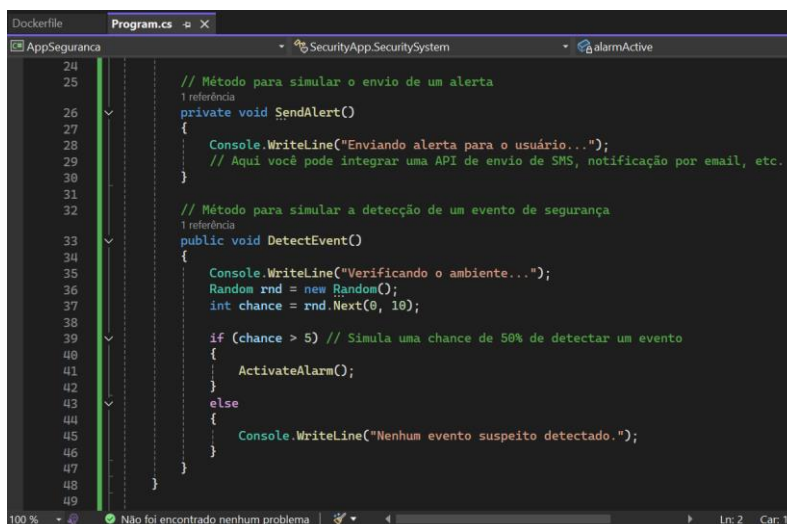 Dockerfile Program.cs
AppSeguranca SecurityApp.SecuritySystem alarmActive
24
25 // Método para simular o envio de um alerta
1 referência
26 private void SendAlert()
27 {
28 Console.WriteLine("Enviando alerta para o usuário...");
29 // Aqui você pode integrar uma API de envio de SMS, notificação por email, etc.
30 }
31
32 // Método para simular a detecção de um evento de segurança
1 referência
33 public void DetectEvent()
34 {
35 Console.WriteLine("Verificando o ambiente...");
36 Random rnd = new Random();
37 int chance = rnd.Next(0, 10);
38
39 if (chance > 5) // Simula uma chance de 50% de detectar um evento
40 {
41 ActivateAlarm();
42 }
43 else
44 {
45 Console.WriteLine("Nenhum evento suspeito detectado.");
46 }
47 }
48 }
49
100 % Não foi encontrado nenhum problema Ln: 2 Car: 1